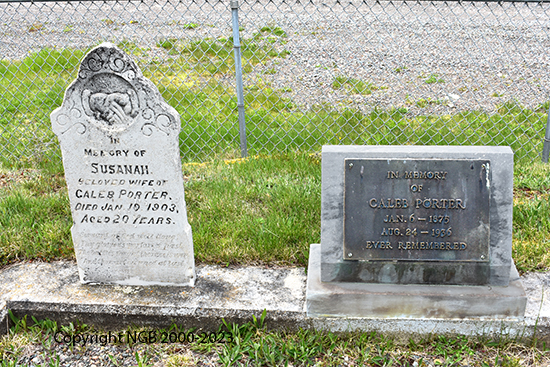 IN
MEMORY OF
SUSANAH.
BELOVED WIFE OF
CALEB PORTER.
DIED JAN. 19, 1903,
AGED 20 YEARS.
IN MEMORY
OF
CALEB PORTER
JAN. 6 — 1875
AUG. 24 — 1936
EVER REMEMBERED
Copyright NGB 2000-2023